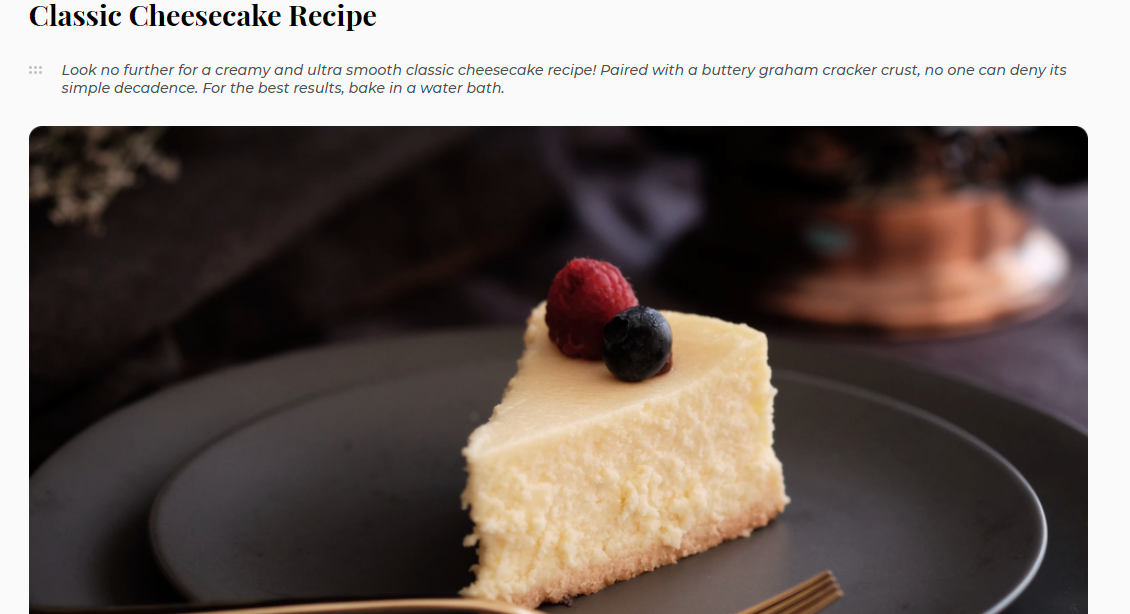 Classic Cheesecake Recipe
Look no further for a creamy and ultra smooth classic cheesecake recipe! Paired with a buttery graham cracker crust, no one can deny its
simple decadence. For the best results, bake in a water bath.